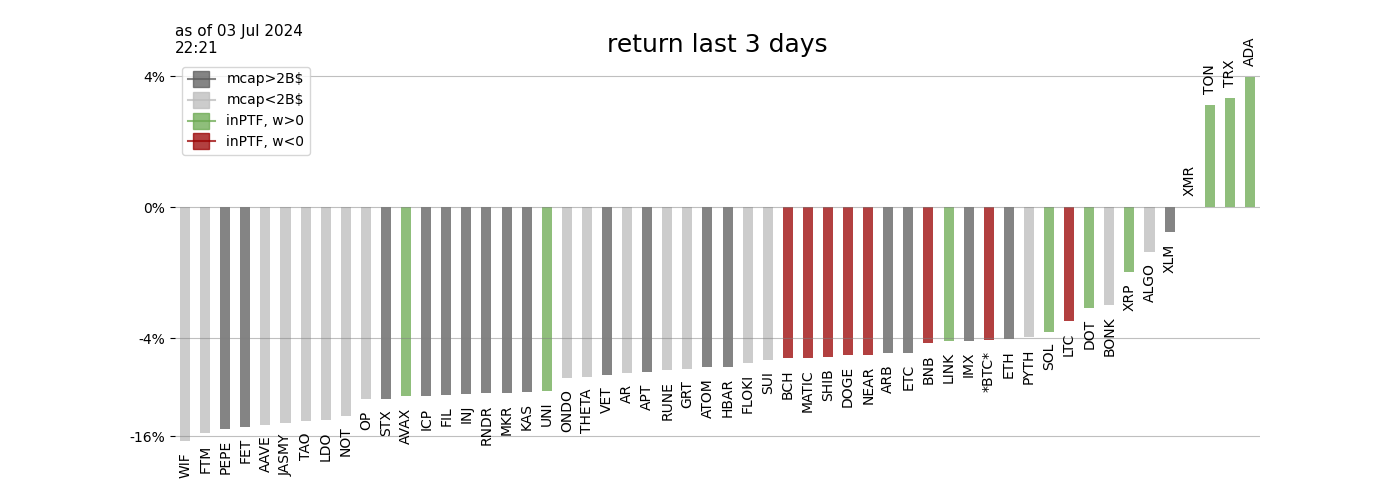 as of 03 Jul 2024
22:21
return last 3 days
mcap>2B$
mcap<2B$
inPTF, w>0
inPTF, w<0
4%
0%
-4%
-16%
WIF
FTM
PEPE
FET
AAVE
JASMY
TAO
LDO
NOT
OP
STX
AVAX
ICP
FIL
INJ
RNDR
MKR
KAS
UNI
ONDO
THETA
VET
AR
APT
RUNE
GRT
ATOM
HBAR
FLOKI
SUI
BCH
MATIC
SHIB
DOGE
NEAR
ARB
ETC
BNB
LINK
IMX
*BTC*
ETH
PYTH
SOL
LTC
DOT
BONK
XRP
ALGO
XLM
XMR
TON
TRX
ADA